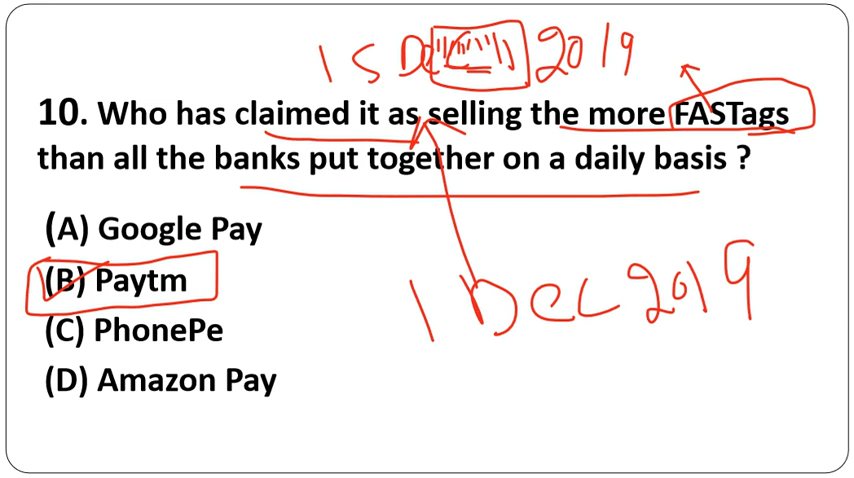 15 Dec 2019
10. Who has claimed it as selling the more FASTags
than all the banks put together on a daily basis ?
(A) Google Pay
(B) Paytm
(C) PhonePe
(D) Amazon Pay
1 Dec 2019